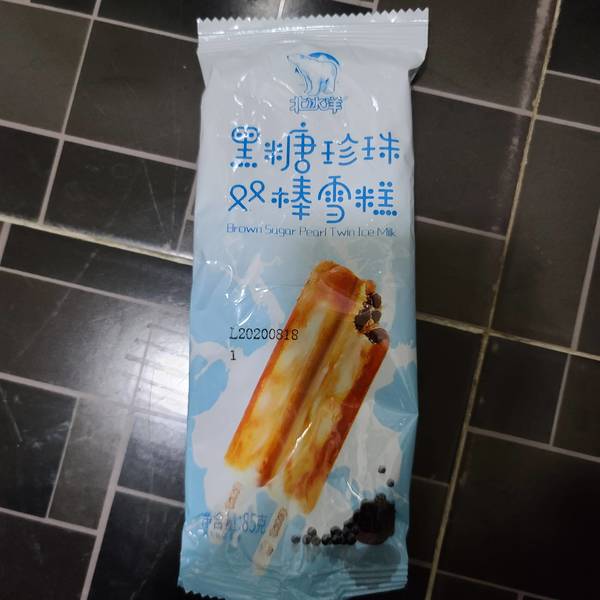 北冰洋
黑糖珍珠
双棒雪糕
Brown Sugar Pearl Twin Ice Milk
L20200818
1
净含量:85克